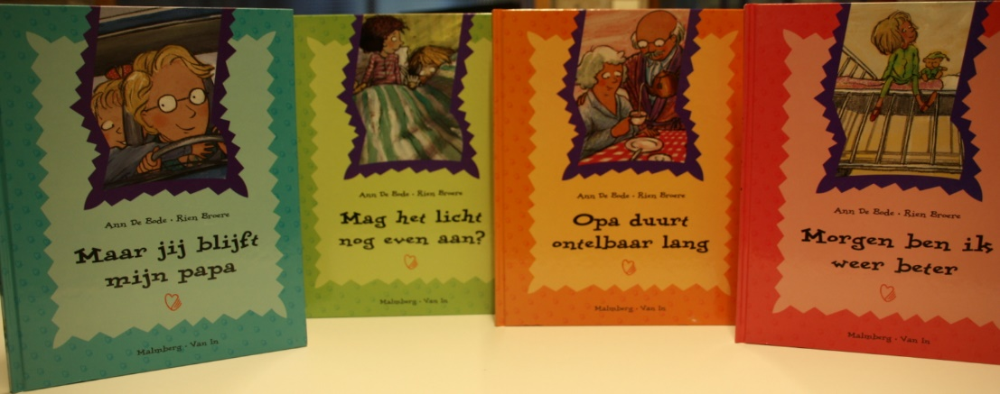 Ann De Bode • Rien Broere
Maar jij blijft
mijn papa
Malmberg • Van In
Ann De Bode • Rien Broere
Mag het licht
nog even aan?
Malmberg • Van In
Ann De Bode • Rien Broere
Opa duurt
ontelbaar lang
Malmberg • Van In
Ann De Bode • Rien Broere
Morgen ben ik
weer beter
Malmberg • Van In